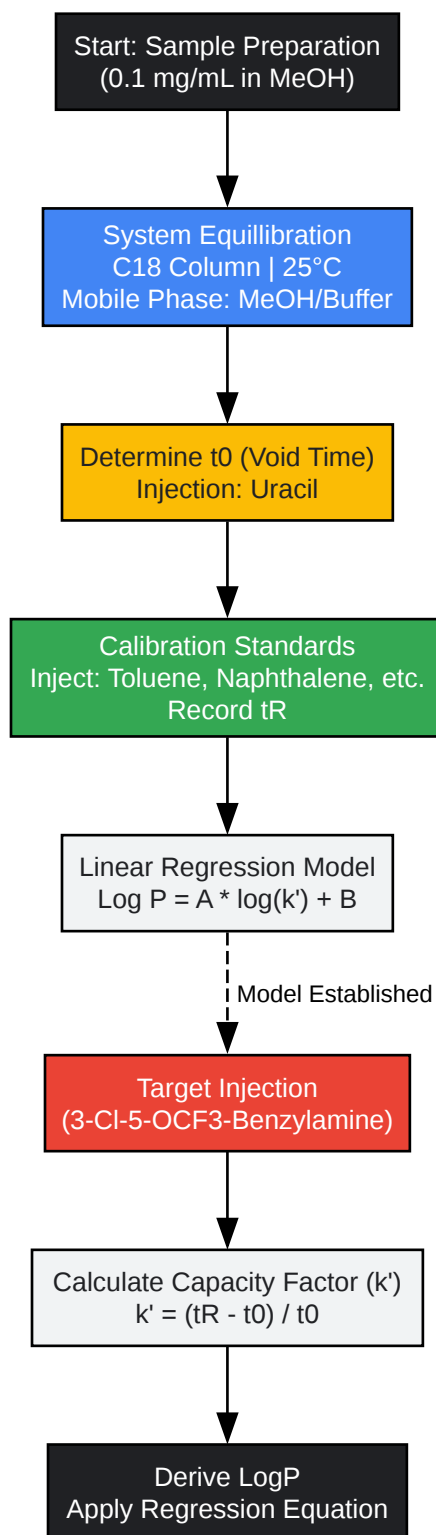 Start: Sample Preparation
(0.1 mg/mL in MeOH)
System Equillibration
C18 Column | 25°C
Mobile Phase: MeOH/Buffer
Determine t0 (Void Time)
Injection: Uracil
Calibration Standards
Inject: Toluene, Naphthalene, etc.
Record tR
Linear Regression Model
Log P = A * log(k') + B
Model Established
Target Injection
(3-Cl-5-OCF3-Benzylamine)
Calculate Capacity Factor (k')
k' = (tR - t0) / t0
Derive LogP
Apply Regression Equation